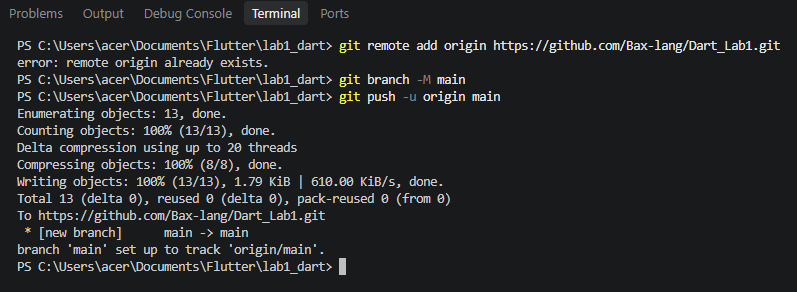 Problems Output Debug Console Terminal Ports
PS C:\Users\acer\Documents\Flutter\lab1_dart> git remote add origin https://github.com/Bax-lang/Dart_Lab1.git
error: remote origin already exists.
PS C:\Users\acer\Documents\Flutter\lab1_dart> git branch -M main
PS C:\Users\acer\Documents\Flutter\lab1_dart> git push -u origin main
Enumerating objects: 13, done.
Counting objects: 100% (13/13), done.
Delta compression using up to 20 threads
Compressing objects: 100% (8/8), done.
Writing objects: 100% (13/13), 1.79 KiB | 610.00 KiB/s, done.
Total 13 (delta 0), reused 0 (delta 0), pack-reused 0 (from 0)
To https://github.com/Bax-lang/Dart_Lab1.git
 * [new branch]      main -> main
branch 'main' set up to track 'origin/main'.
PS C:\Users\acer\Documents\Flutter\lab1_dart>